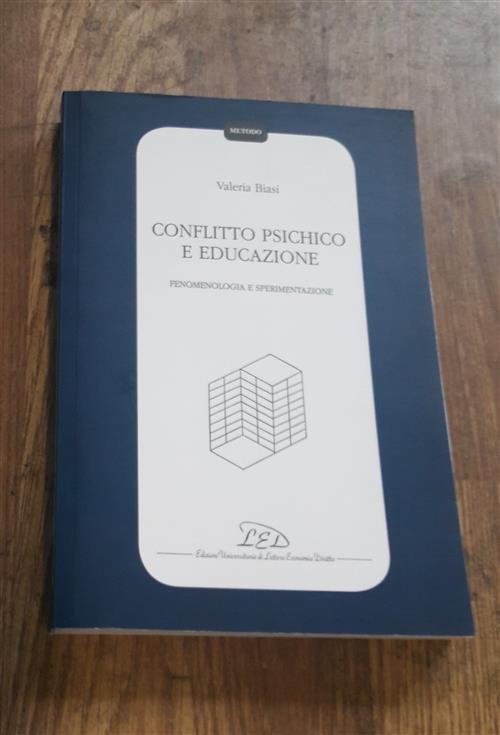 METODO
Valeria Biasi
CONFLITTO PSICHICO
E EDUCAZIONE
FENOMENOLOGIA E SPERIMENTAZIONE
LED
Edizioni Universitarie di Lettere Economia Diritto